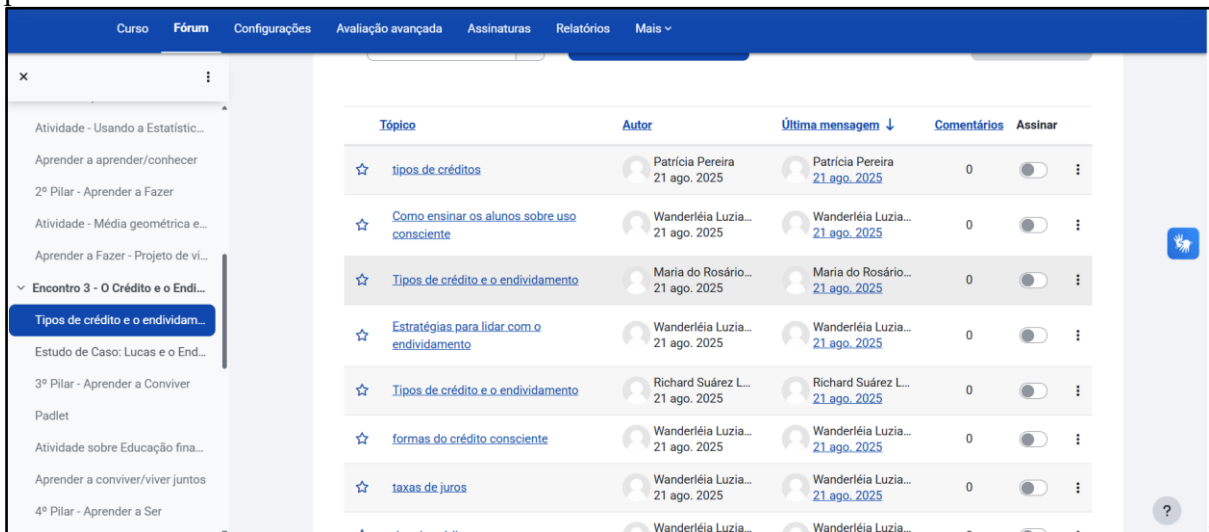 Curso Fórum Configurações Avaliação avançada Assinaturas Relatórios Mais
Atividade - Usando a Estatístic...
Aprender a aprender/conhecer
2º Pilar - Aprender a Fazer
Atividade - Média geométrica e...
Aprender a Fazer - Projeto de vi...
Encontro 3 - O Crédito e o Endi...
Tipos de crédito e o endividam...
Estudo de Caso: Lucas e o End...
3º Pilar - Aprender a Conviver
Padlet
Atividade sobre Educação fina...
Aprender a conviver/viver juntos
4º Pilar - Aprender a Ser
Tópico Autor Última mensagem ↓ Comentários Assinar
tipos de créditos Patrícia Pereira Patrícia Pereira 0
21 ago. 2025 21 ago. 2025
Como ensinar os alunos sobre uso Wanderléia Luzia... Wanderléia Luzia... 0
consciente 21 ago. 2025 21 ago. 2025
Tipos de crédito e o endividamento Maria do Rosário... Maria do Rosário... 0
21 ago. 2025 21 ago. 2025
Estratégias para lidar com o Wanderléia Luzia... Wanderléia Luzia... 0
endividamento 21 ago. 2025 21 ago. 2025
Tipos de crédito e o endividamento Richard Suárez L... Richard Suárez L... 0
21 ago. 2025 21 ago. 2025
formas do crédito consciente Wanderléia Luzia... Wanderléia Luzia... 0
21 ago. 2025 21 ago. 2025
taxas de juros Wanderléia Luzia... Wanderléia Luzia... 0
21 ago. 2025 21 ago. 2025
Wanderléia Luzia... Wanderléia Luzia...
?